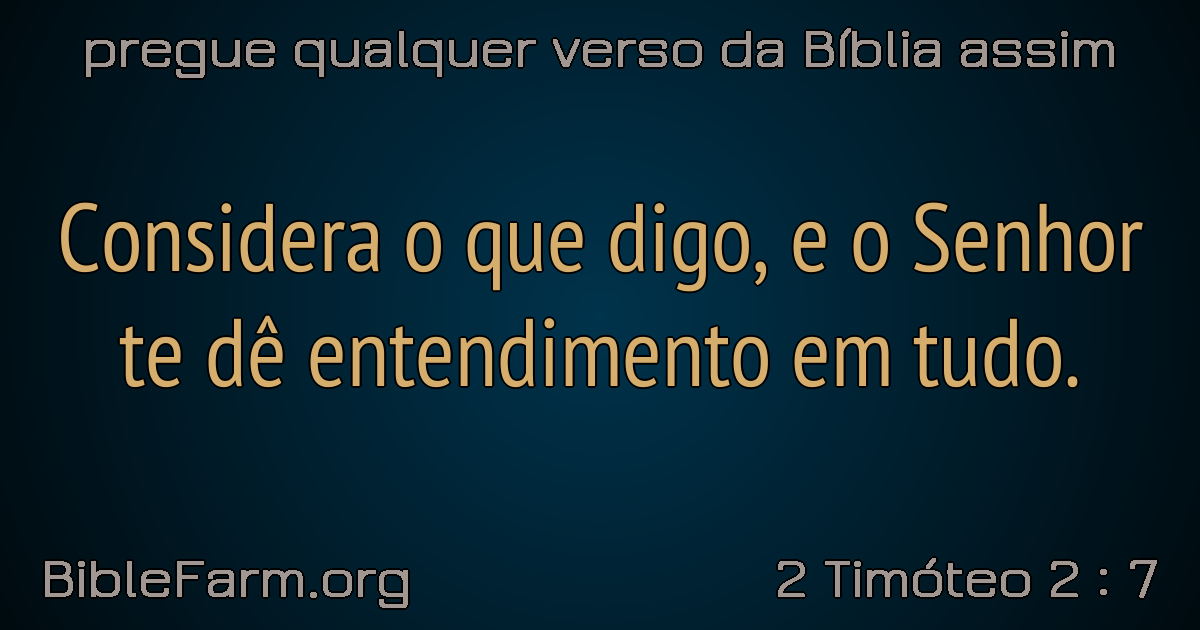 pregue qualquer verso da Bíblia assim
Considera o que digo, e o Senhor
te dê entendimento em tudo.
BibleFarm.org
2 Timóteo 2 : 7